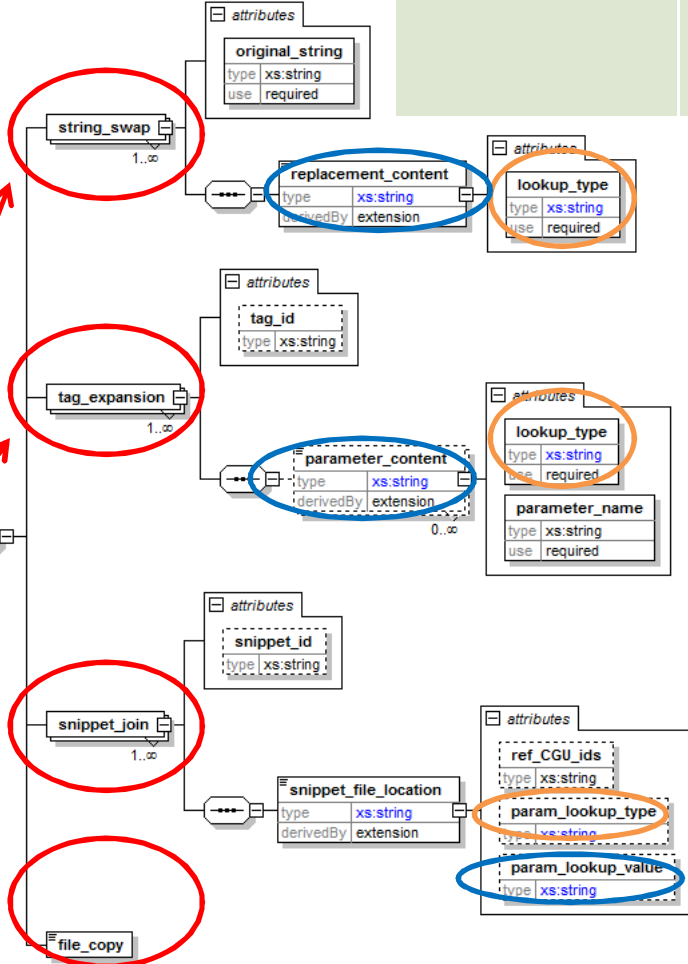 attributes
original_string
type xs:string
use required
string_swap
1..∞
replacement_content
type xs:string
derivedBy extension
attributes
lookup_type
type xs:string
use required
attributes
tag_id
type xs:string
tag_expansion
1..∞
parameter_content
type xs:string
derivedBy extension
0..∞
attributes
lookup_type
type xs:string
use required
parameter_name
type xs:string
use required
attributes
snippet_id
type xs:string
snippet_join
1..∞
snippet_file_location
type xs:string
derivedBy extension
attributes
ref_CGU_ids
type xs:string
param_lookup_type
type xs:string
param_lookup_value
type xs:string
file_copy